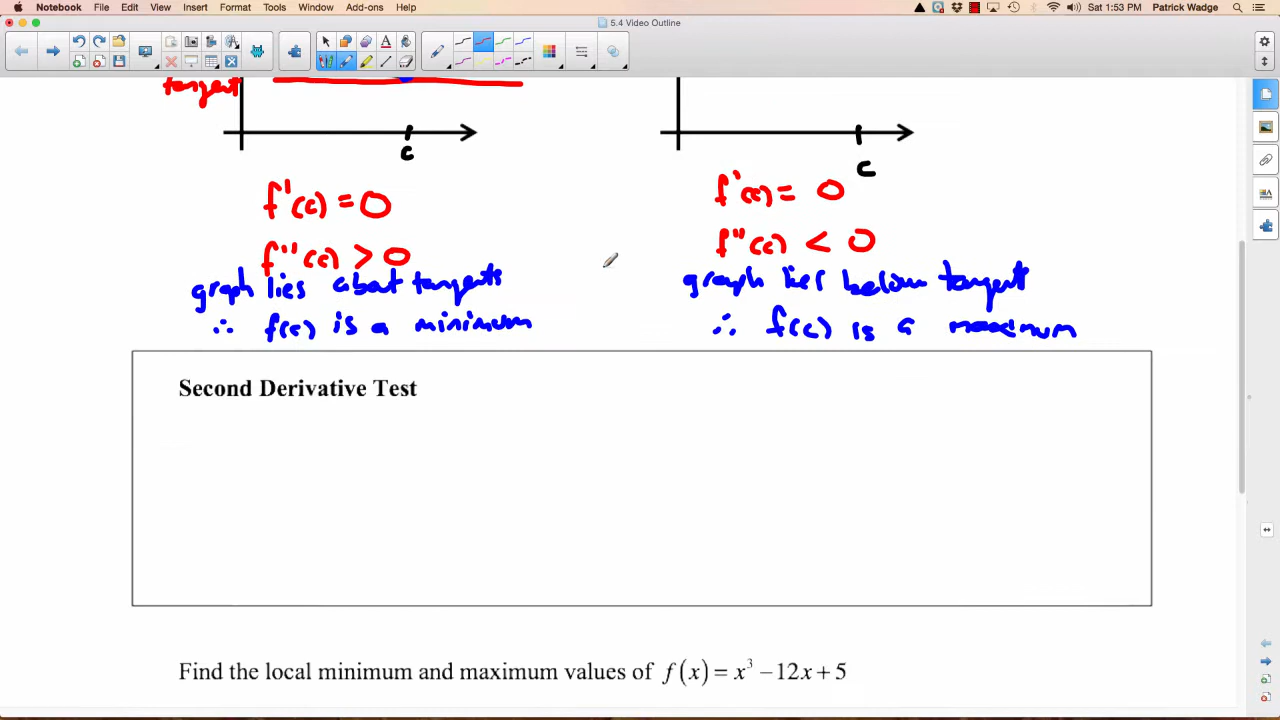 Notebook File Edit View Insert Format Tools Window Add-ons Help Sat 1:53 PM Patrick Wadge
5.4 Video Outline
tangent
c
c
f'(c) = 0
f''(c) > 0
graph lies about tangents
∴ f(c) is a minimum
f'(c) = 0
f''(c) < 0
graph lies below tangent
∴ f(c) is a maximum
Second Derivative Test
Find the local minimum and maximum values of f(x) = x³ − 12x + 5